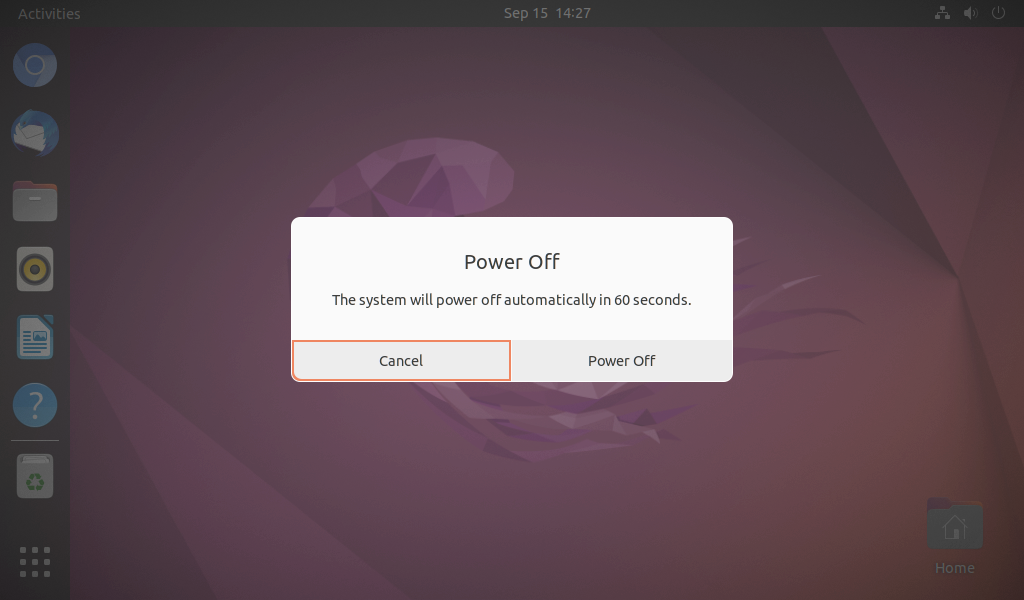 Activities
Sep 15 14:27
Power Off
The system will power off automatically in 60 seconds.
Cancel
Power Off
?
Home